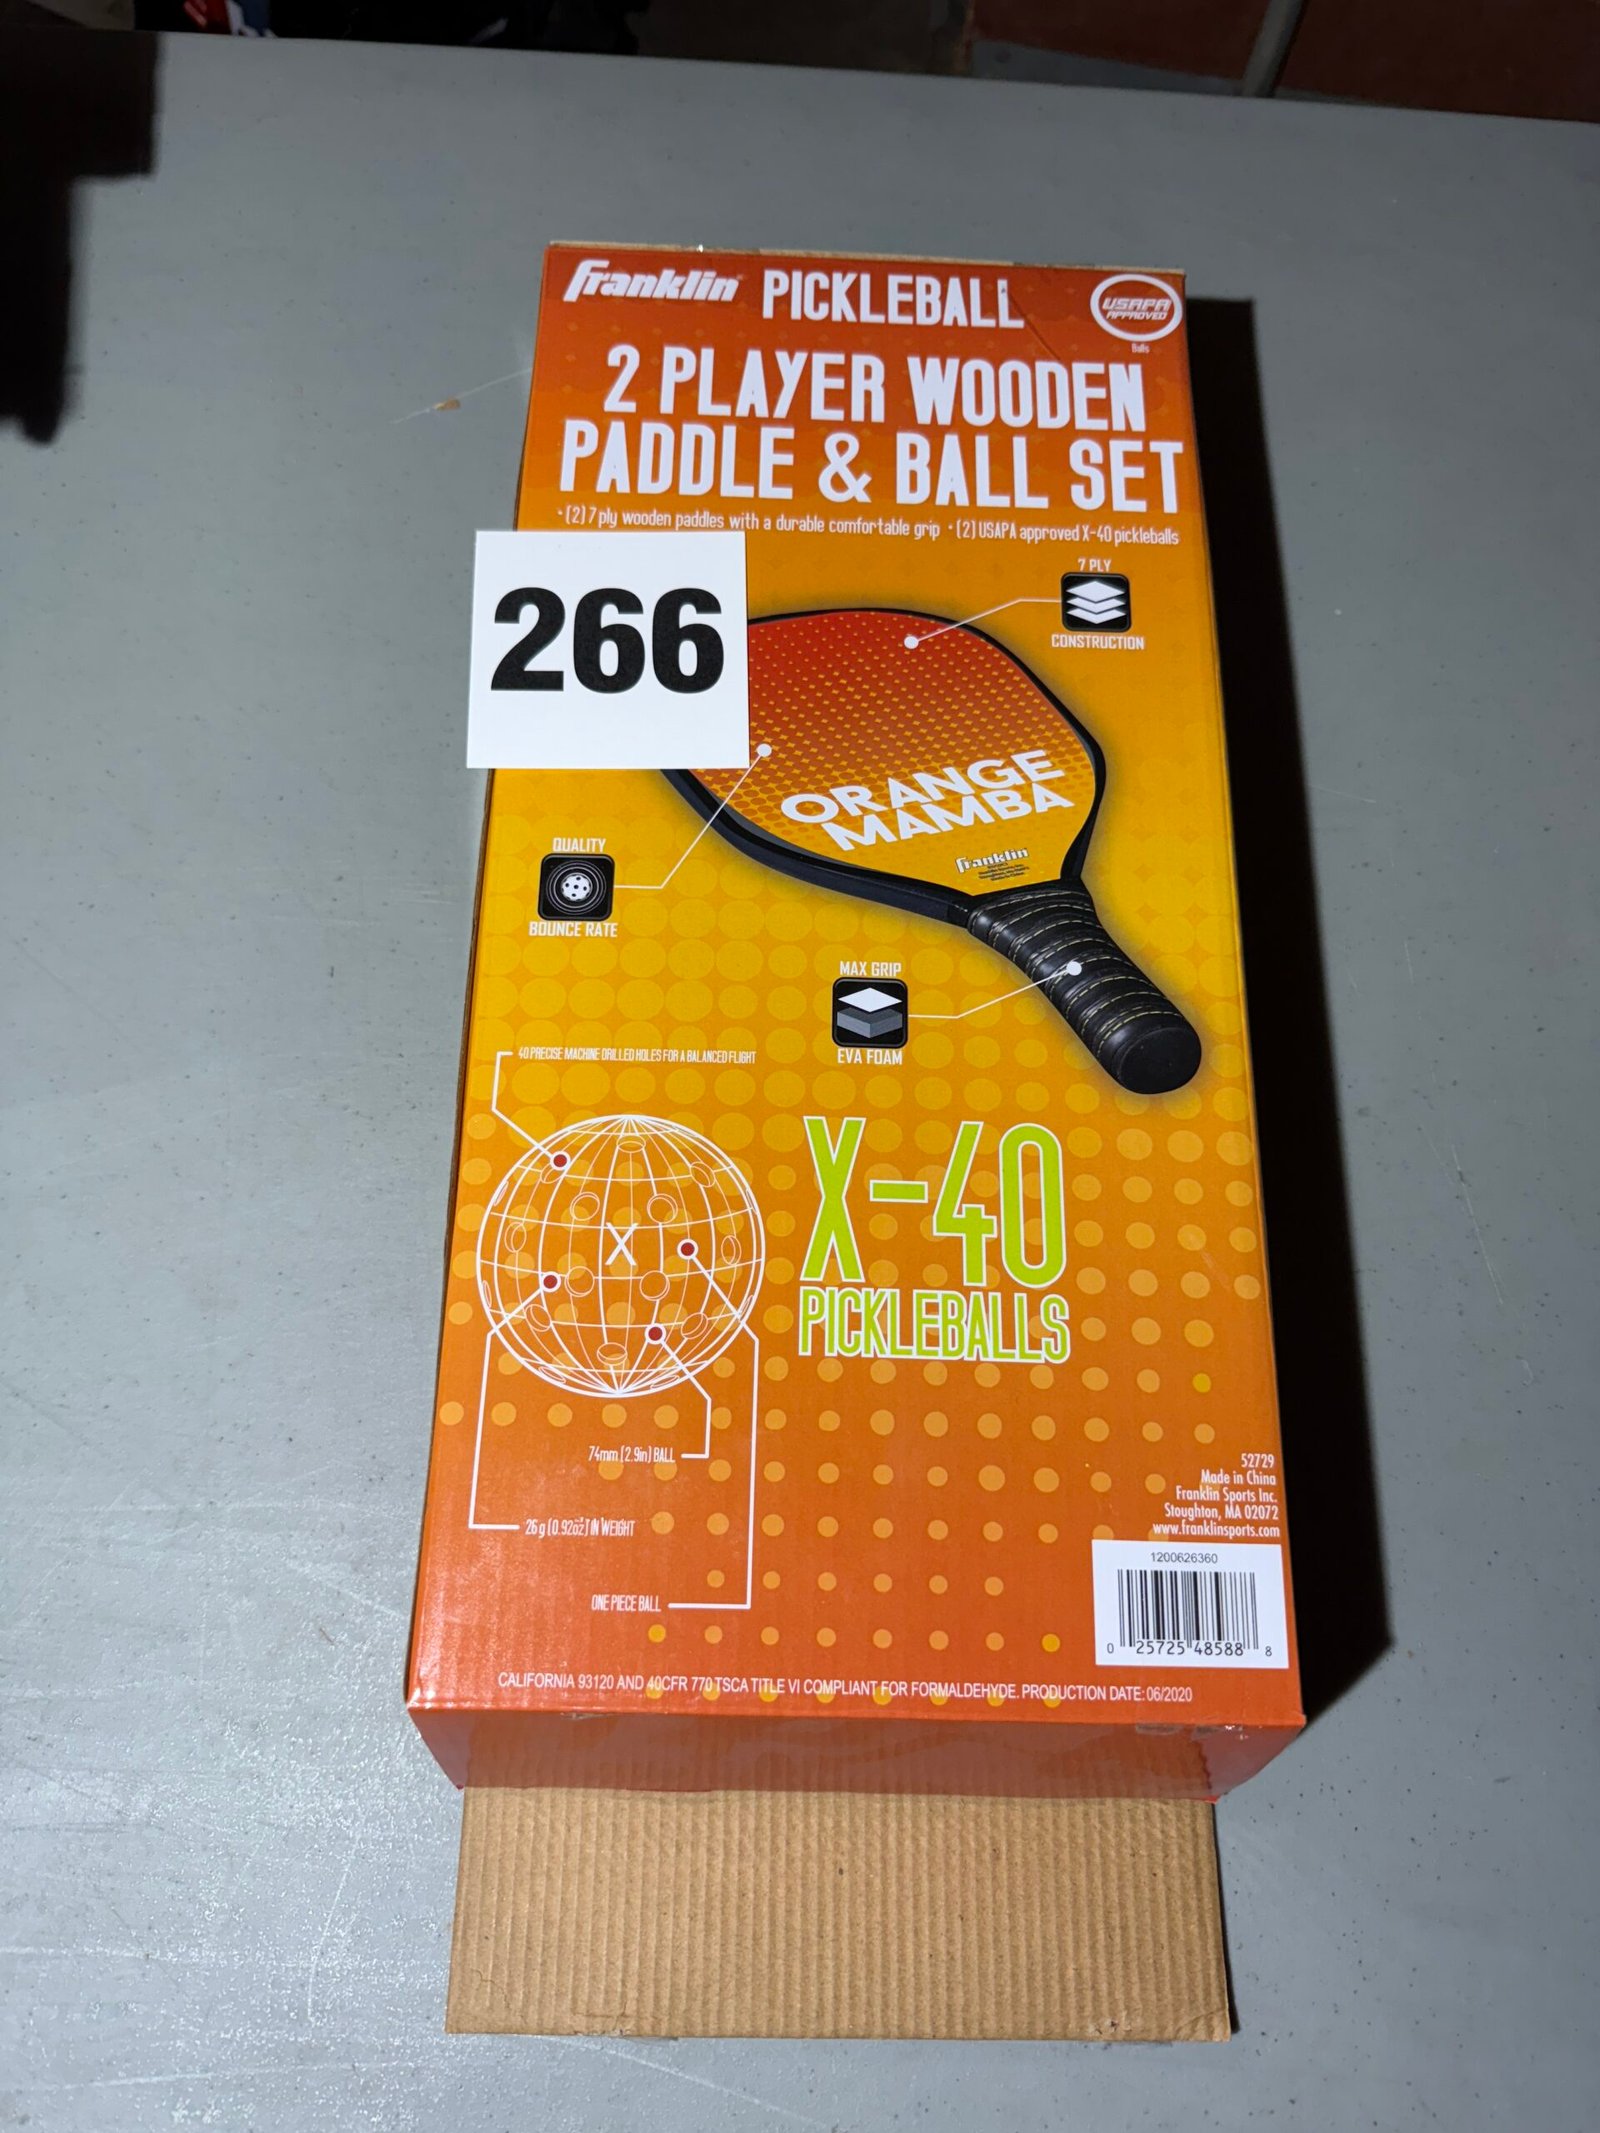 Franklin PICKLEBALL
USAPA
APPROVED
Balls
2 PLAYER WOODEN
PADDLE & BALL SET
• (2) 7 ply wooden paddles with a durable comfortable grip • (2) USAPA approved X-40 pickleballs
266
7 PLY
CONSTRUCTION
ORANGE
MAMBA
Franklin
QUALITY
BOUNCE RATE
MAX GRIP
EVA FOAM
40 PRECISE MACHINE DRILLED HOLES FOR A BALANCED FLIGHT
X
X-40
PICKLEBALLS
74mm (2.9in) BALL
26 g (0.92oz) IN WEIGHT
ONE PIECE BALL
52729
Made in China
Franklin Sports Inc.
Stoughton, MA 02072
www.franklinsports.com
1200626360
0 25725 48588 8
CALIFORNIA 93120 AND 40CFR 770 TSCA TITLE VI COMPLIANT FOR FORMALDEHYDE. PRODUCTION DATE: 06/2020